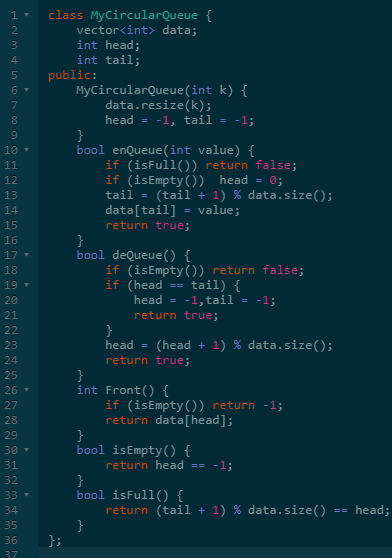 1 class MyCircularQueue {
2     vector<int> data;
3     int head;
4     int tail;
5 public:
6     MyCircularQueue(int k) {
7         data.resize(k);
8         head = -1, tail = -1;
9     }
10     bool enQueue(int value) {
11         if (isFull()) return false;
12         if (isEmpty())  head = 0;
13         tail = (tail + 1) % data.size();
14         data[tail] = value;
15         return true;
16     }
17     bool deQueue() {
18         if (isEmpty()) return false;
19         if (head == tail) {
20             head = -1,tail = -1;
21             return true;
22         }
23         head = (head + 1) % data.size();
24         return true;
25     }
26     int Front() {
27         if (isEmpty()) return -1;
28         return data[head];
29     }
30     bool isEmpty() {
31         return head == -1;
32     }
33     bool isFull() {
34         return (tail + 1) % data.size() == head;
35     }
36 };
37